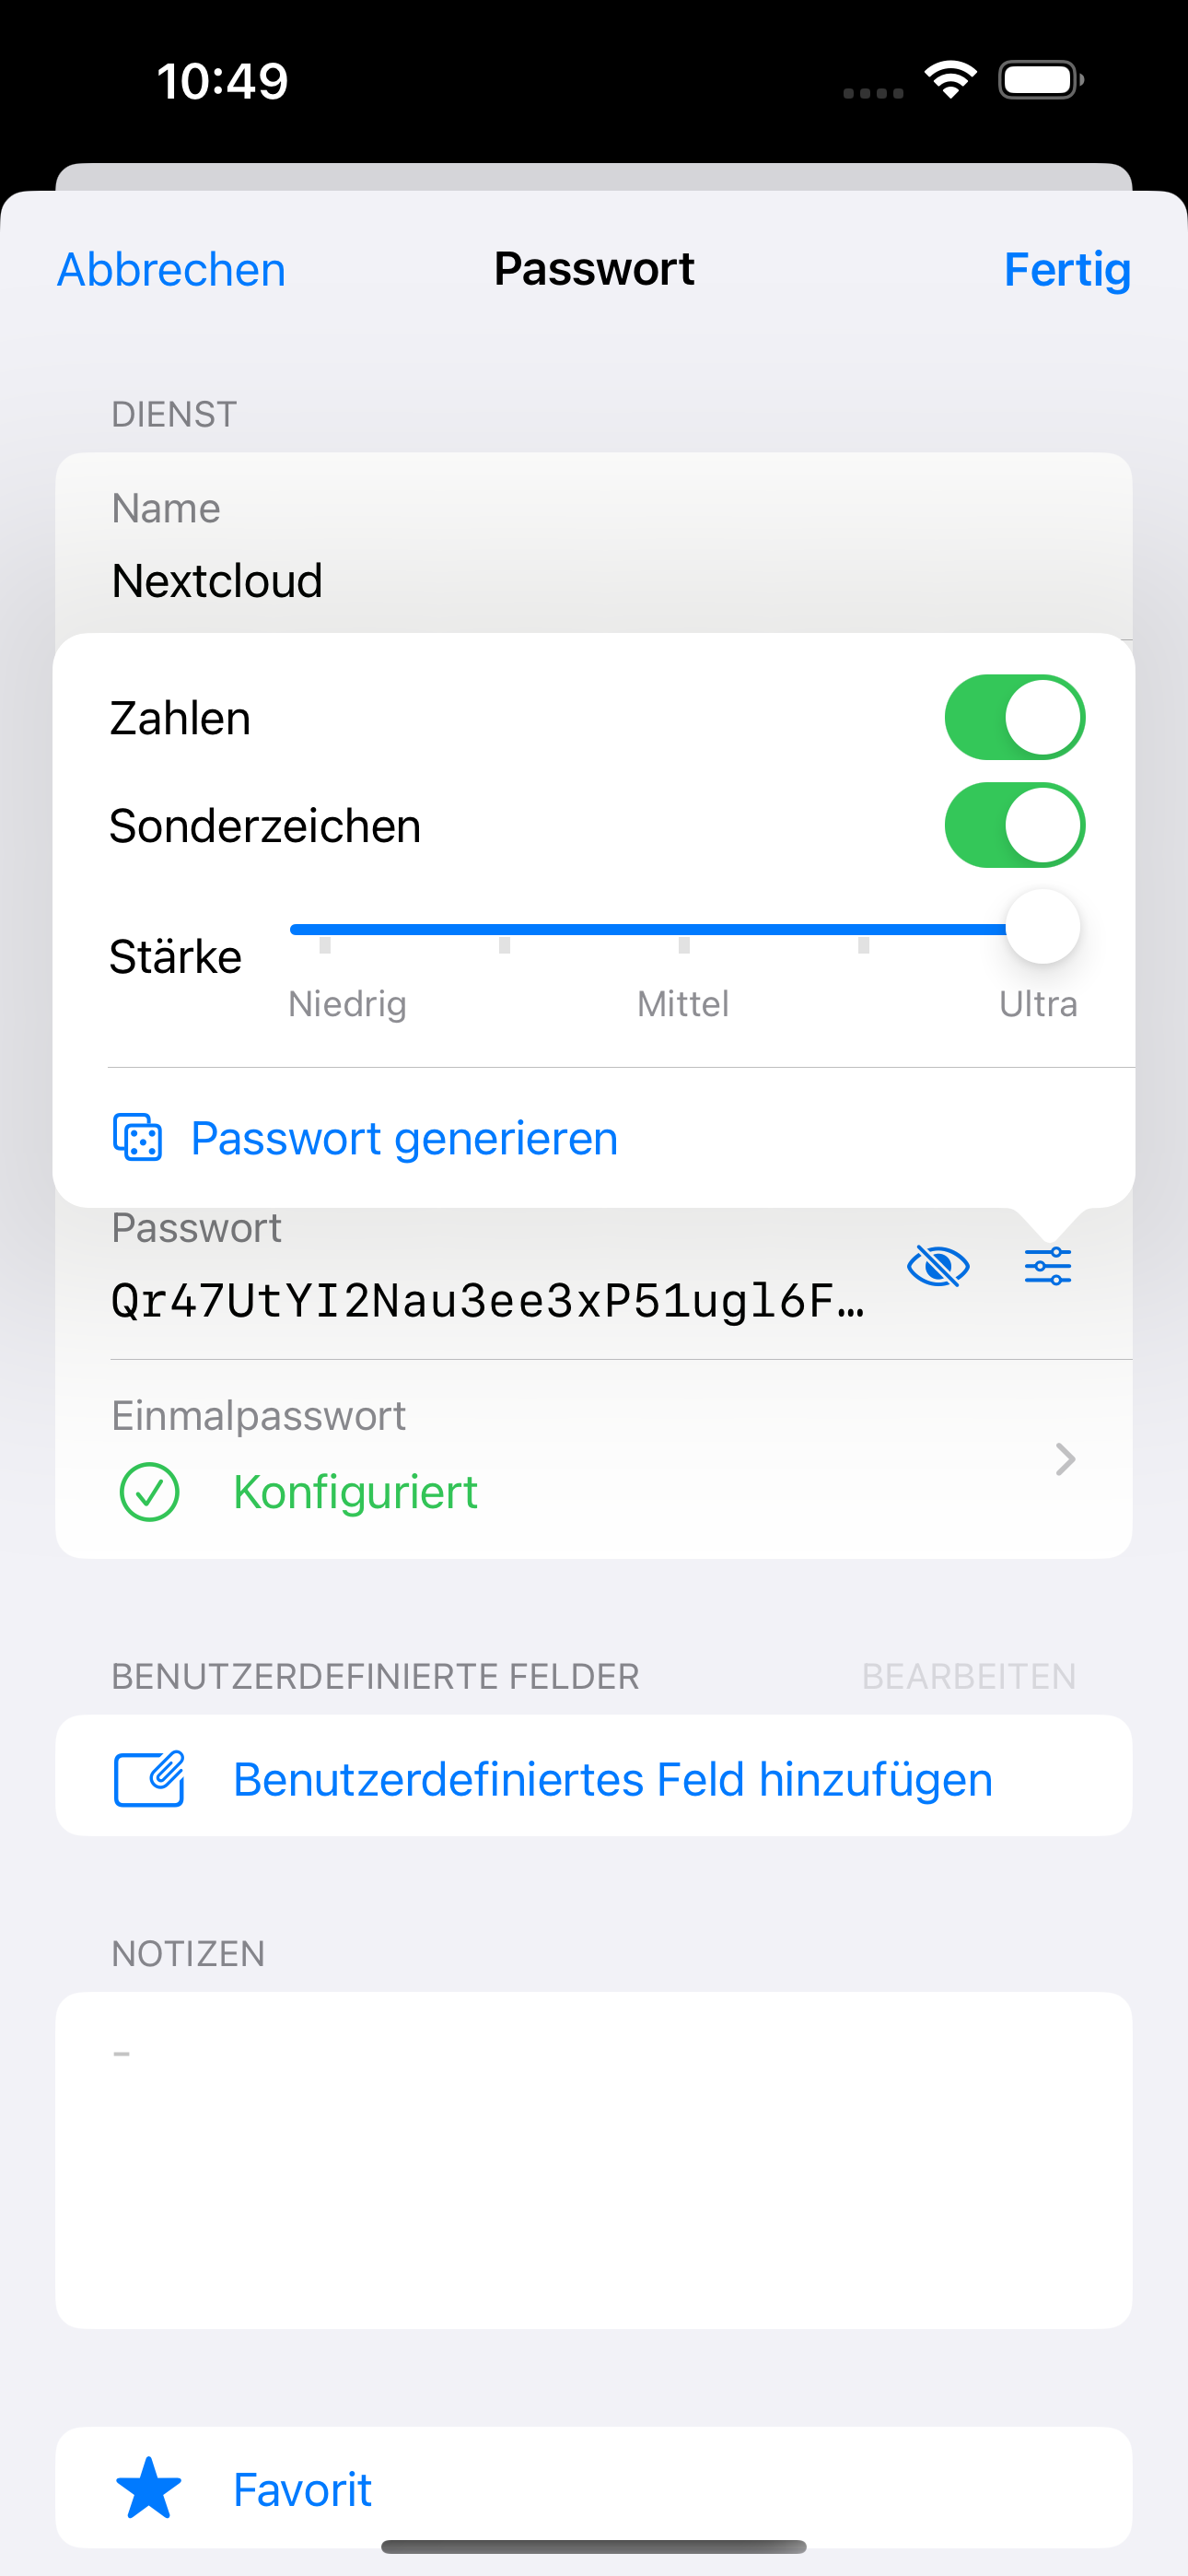 10:49
Abbrechen Passwort Fertig
DIENST
Name
Nextcloud
Zahlen
Sonderzeichen
Stärke
Niedrig Mittel Ultra
Passwort generieren
Passwort
Qr47UtYI2Nau3ee3xP51ugl6F…
Einmalpasswort
Konfiguriert
BENUTZERDEFINIERTE FELDER BEARBEITEN
Benutzerdefiniertes Feld hinzufügen
NOTIZEN
-
Favorit